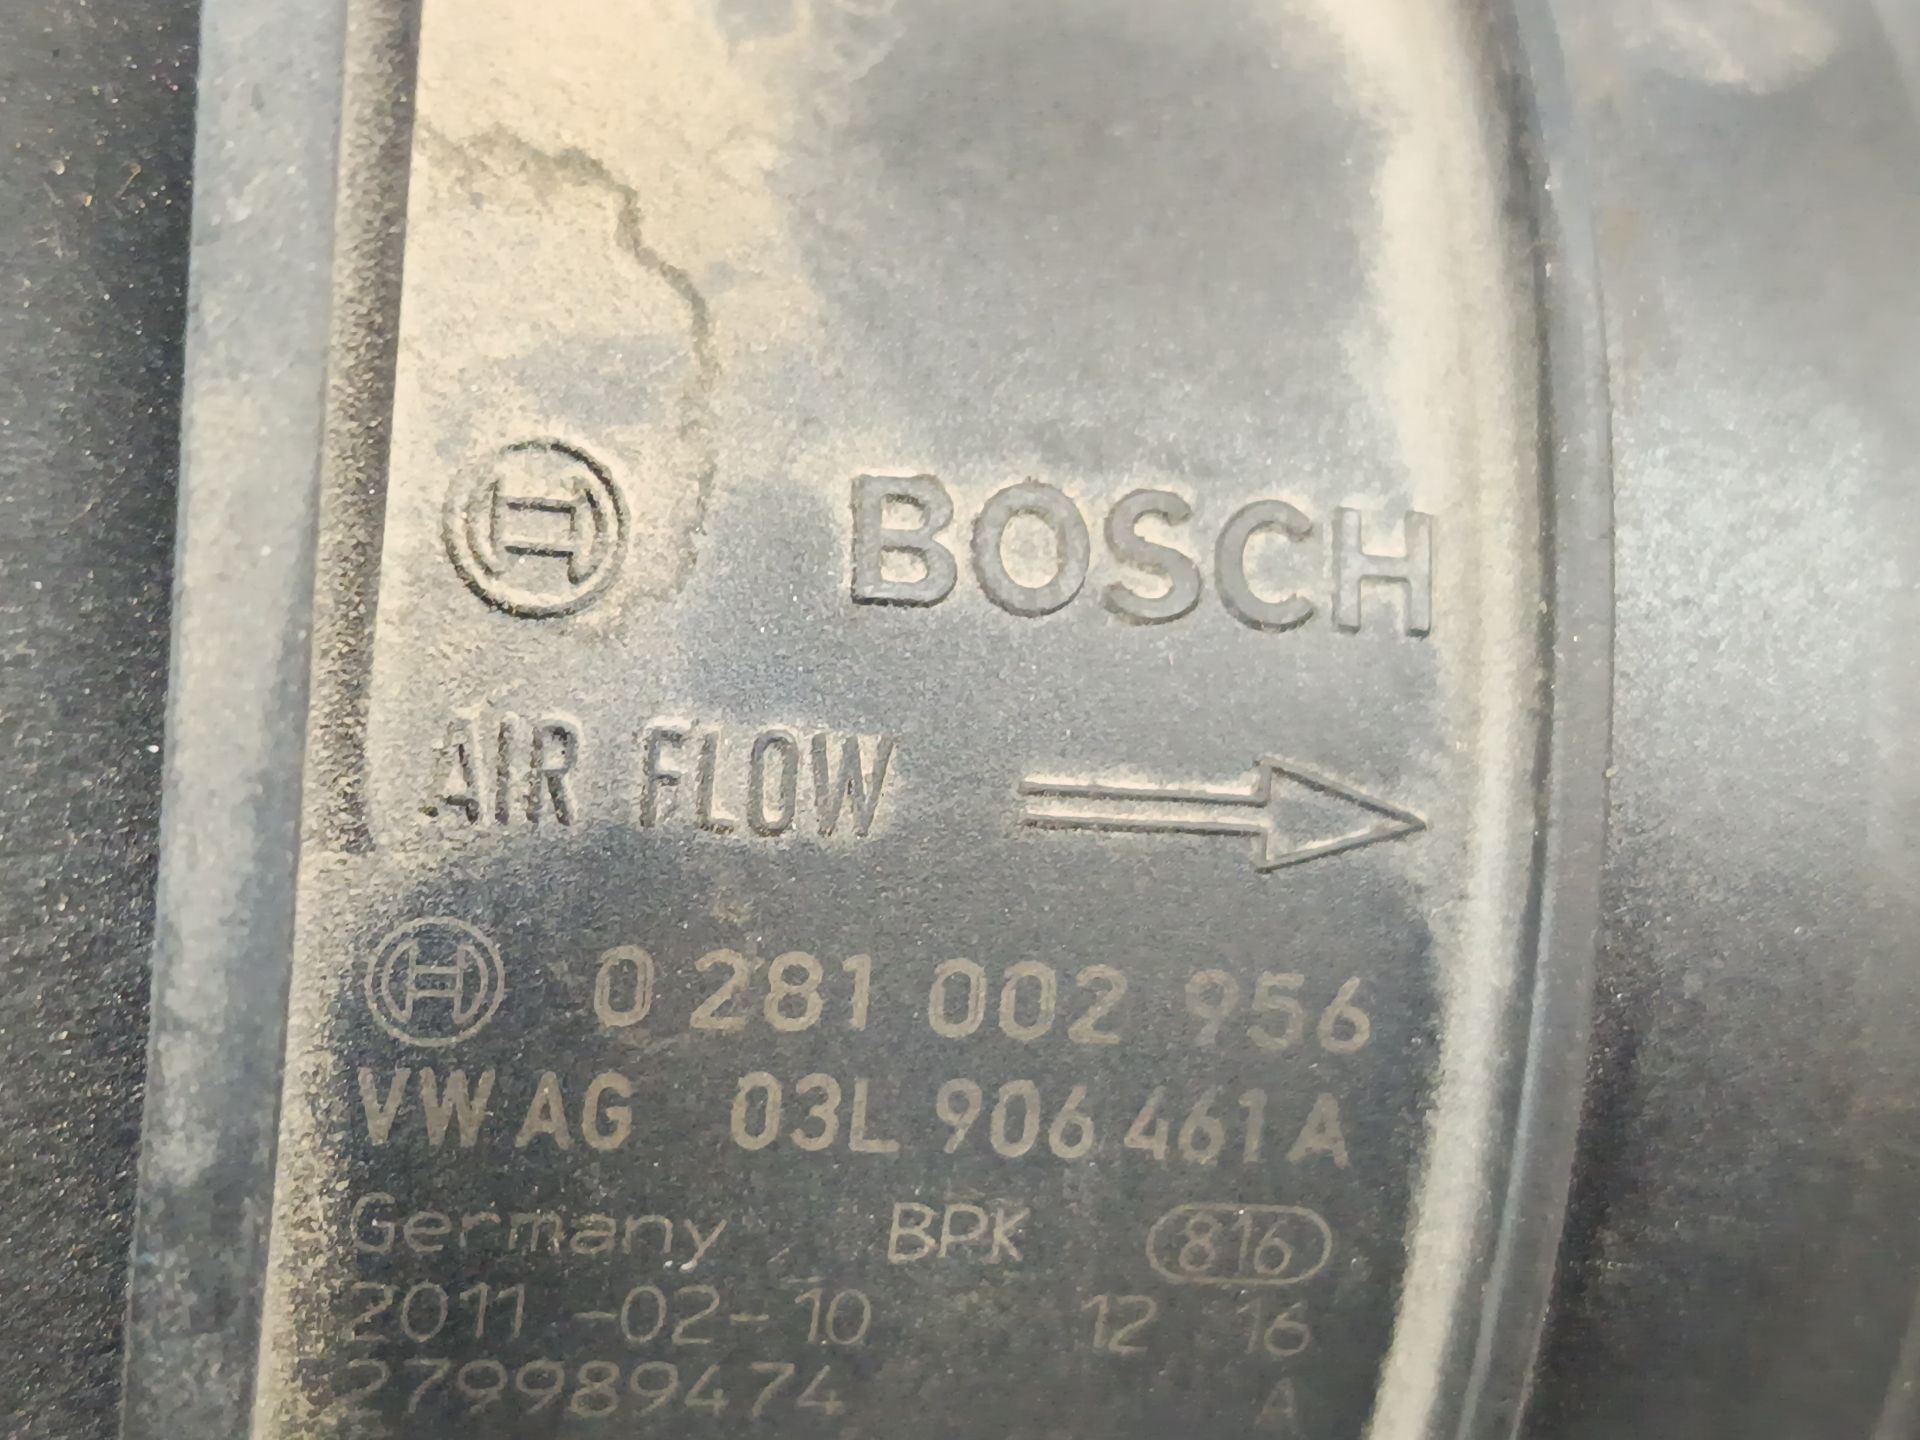 BOSCH
AIR FLOW
0 281 002 956
VW AG 03L 906 461 A
Germany BPK 816
2011-02-10 12 16
279989474 A